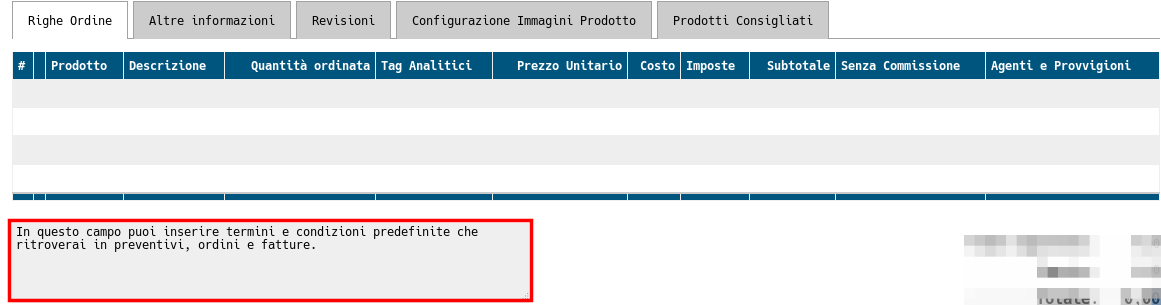 Righe Ordine Altre informazioni Revisioni Configurazione Immagini Prodotto Prodotti Consigliati
# Prodotto Descrizione Quantità ordinata Tag Analitici Prezzo Unitario Costo Imposte Subtotale Senza Commissione Agenti e Provvigioni
In questo campo puoi inserire termini e condizioni predefinite che
ritroverai in preventivi, ordini e fatture.